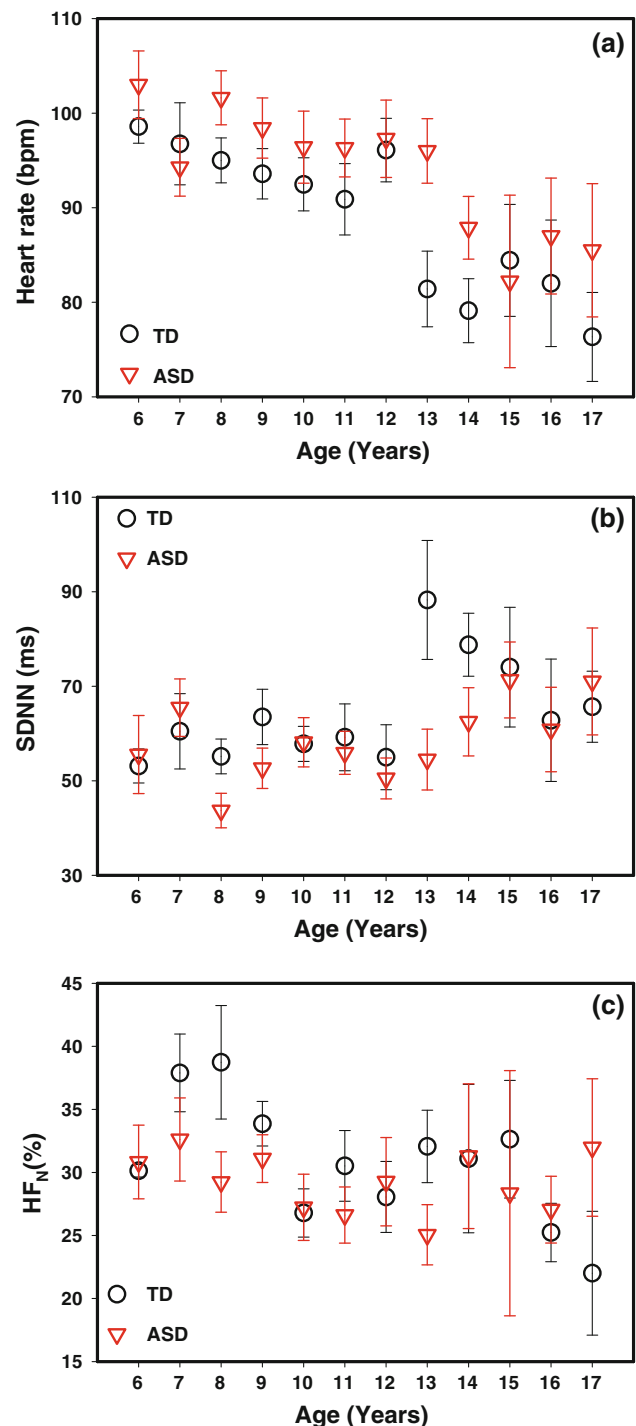 (a)
110
100
90
80
70
Heart rate (bpm)
TD
ASD
6 7 8 9 10 11 12 13 14 15 16 17
Age (Years)
(b)
110
90
70
50
30
SDNN (ms)
TD
ASD
6 7 8 9 10 11 12 13 14 15 16 17
Age (Years)
(c)
45
40
35
30
25
20
15
HFN(%)
TD
ASD
6 7 8 9 10 11 12 13 14 15 16 17
Age (Years)